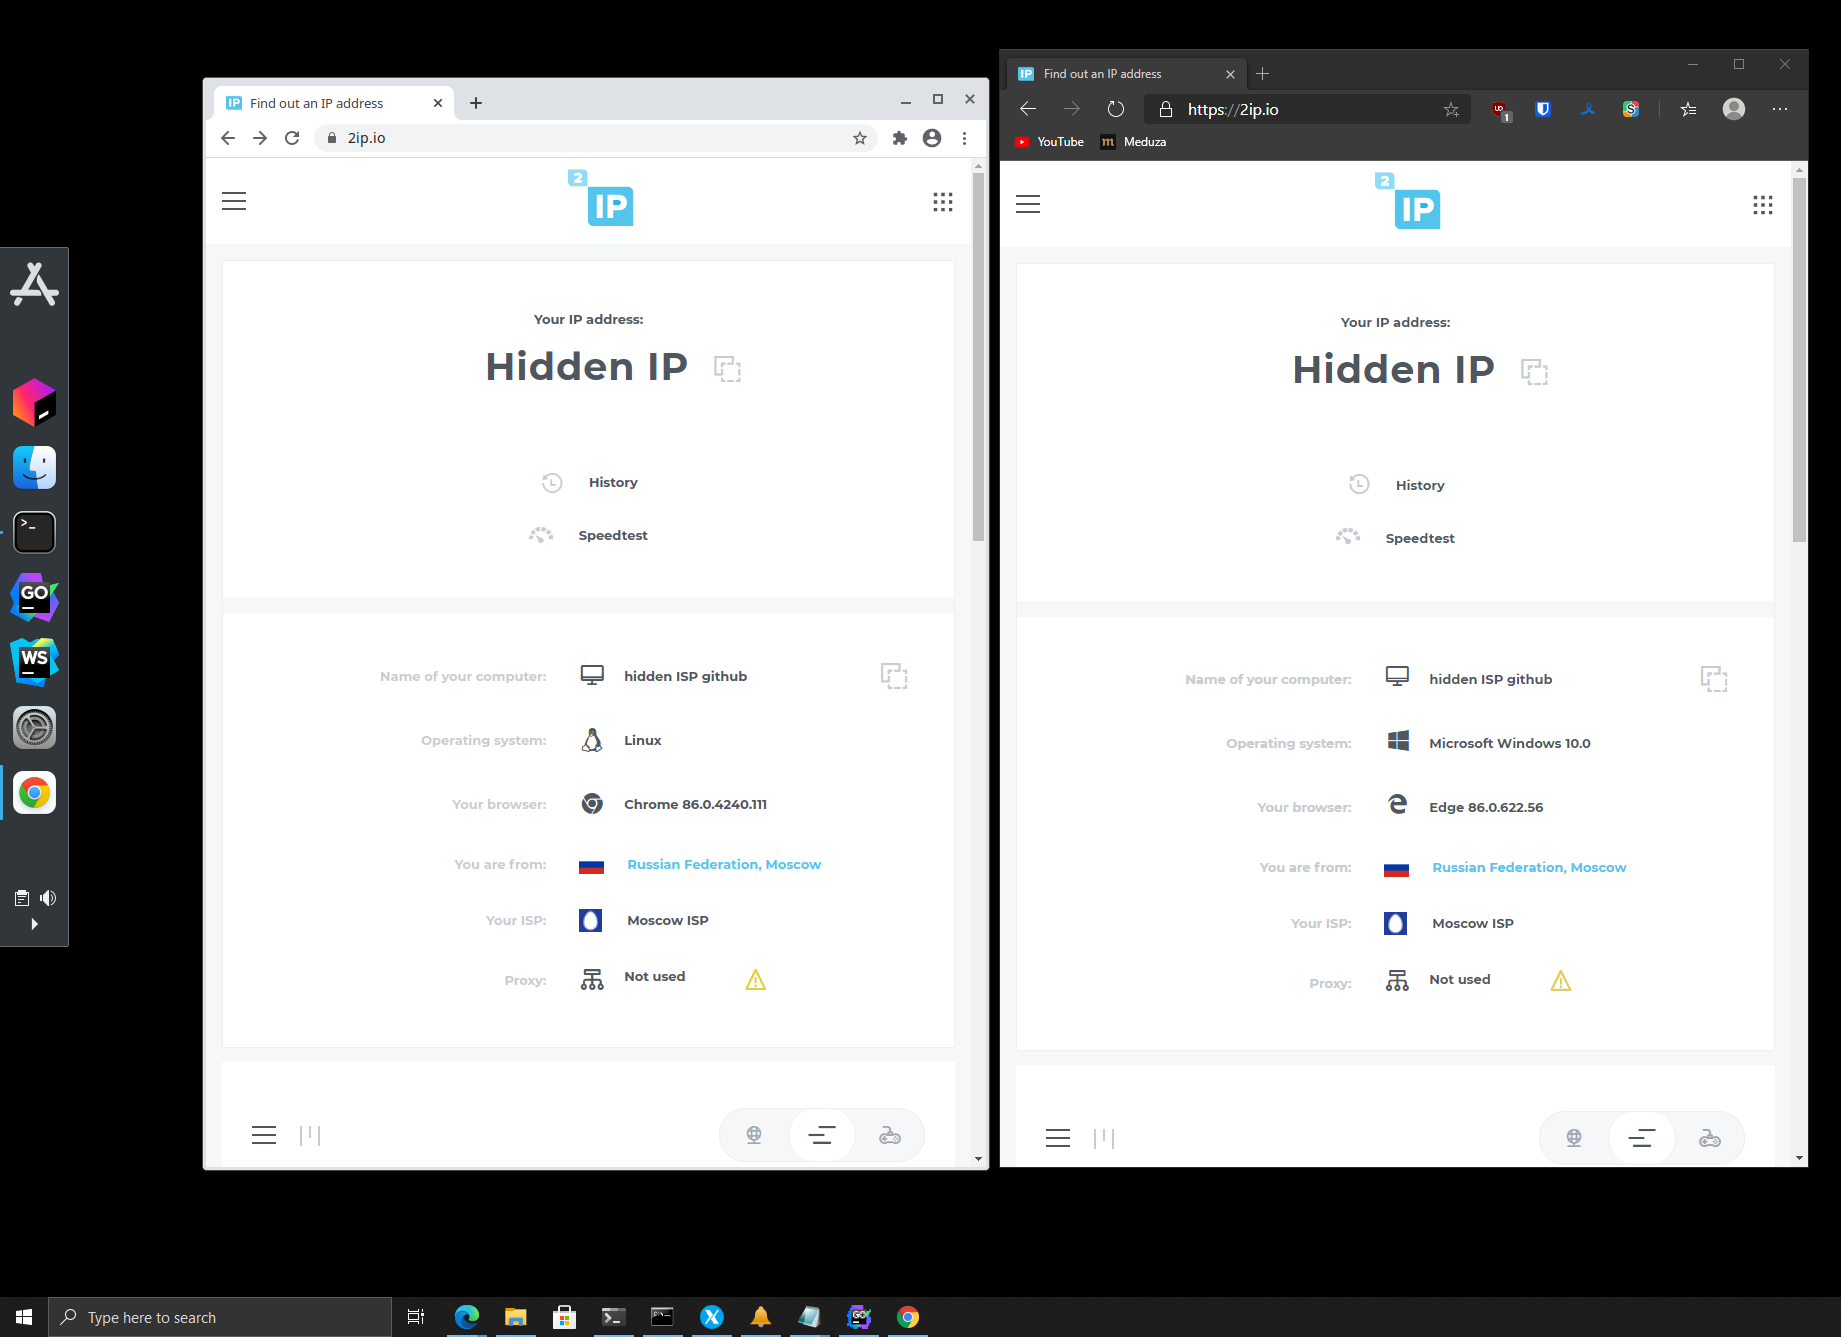 Find out an IP address
2ip.io
2
IP
Your IP address:
Hidden IP
History
Speedtest
Name of your computer: hidden ISP github
Operating system: Linux
Your browser: Chrome 86.0.4240.111
You are from: Russian Federation, Moscow
Your ISP: Moscow ISP
Proxy: Not used
Find out an IP address
https://2ip.io
1
YouTube m Meduza
2
IP
Your IP address:
Hidden IP
History
Speedtest
Name of your computer: hidden ISP github
Operating system: Microsoft Windows 10.0
Your browser: Edge 86.0.622.56
You are from: Russian Federation, Moscow
Your ISP: Moscow ISP
Proxy: Not used
GO
WS
Type here to search